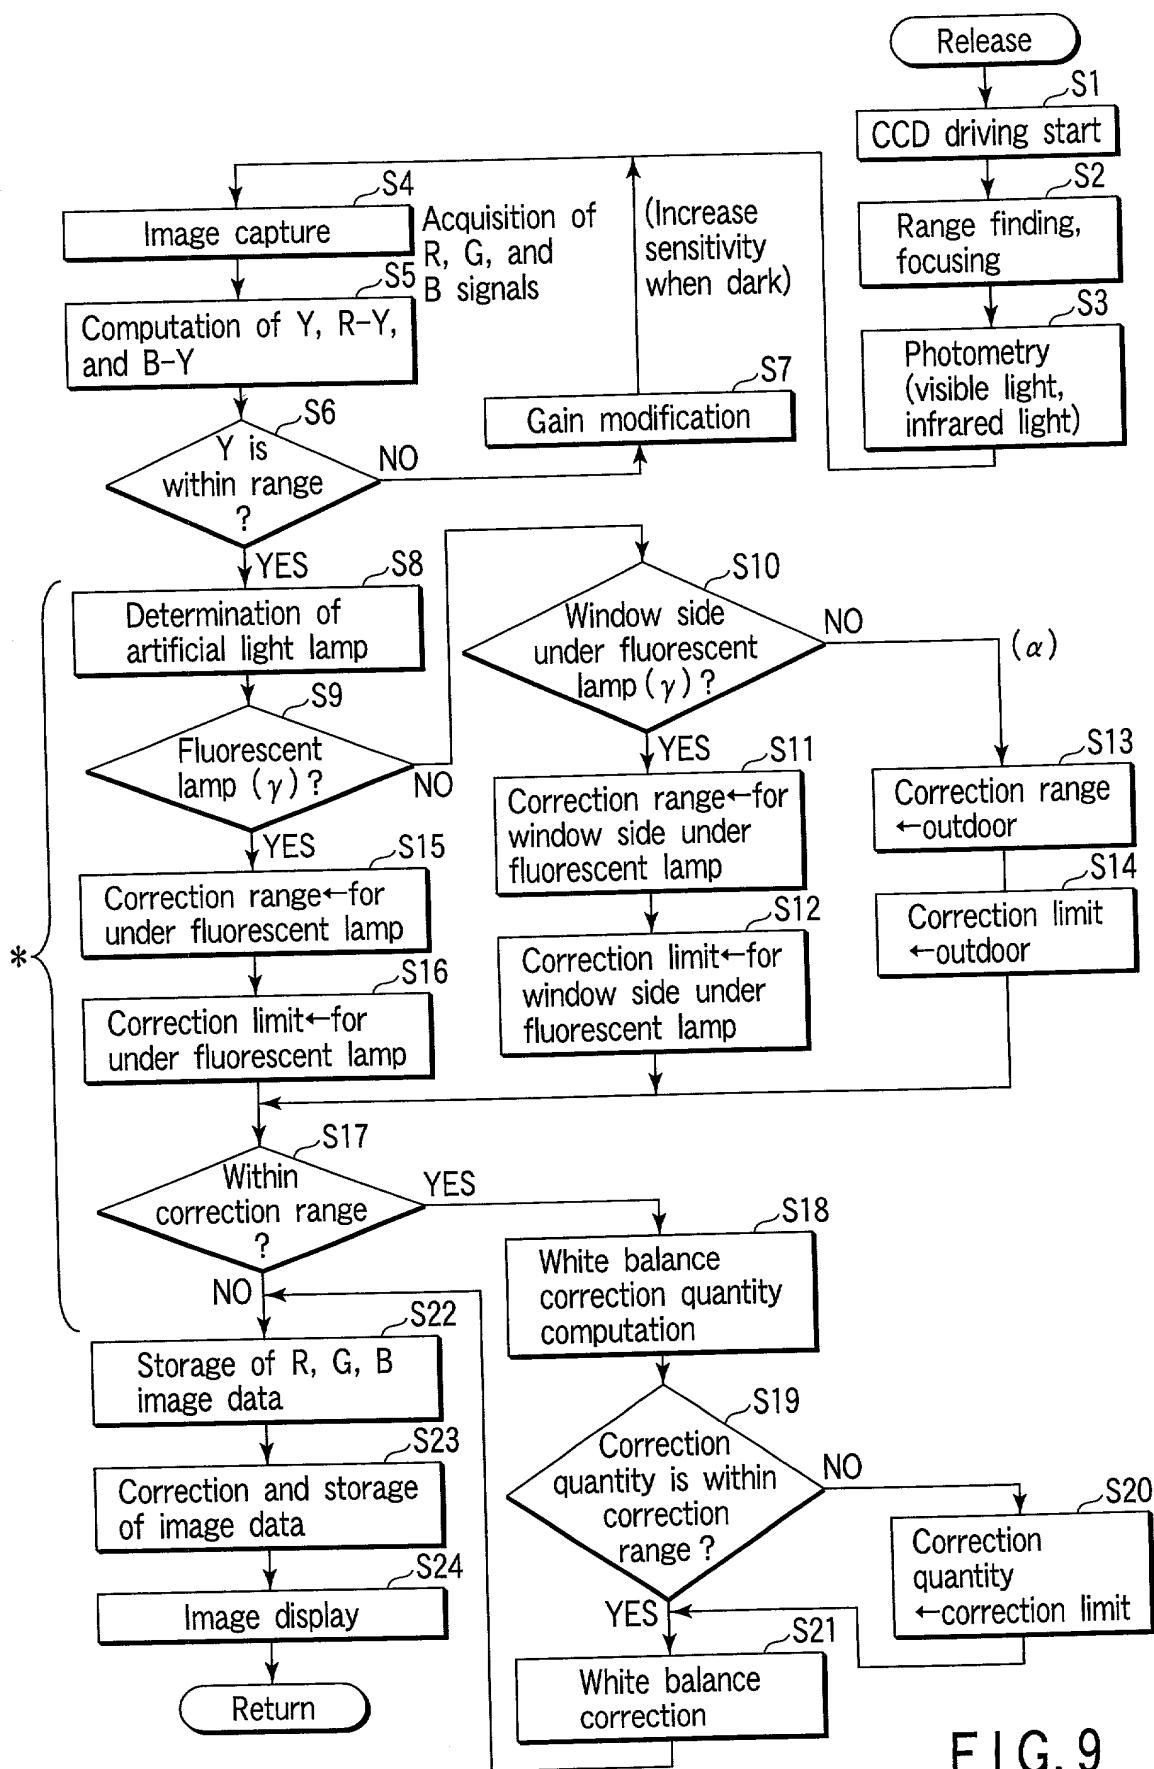 Release
S1
CCD driving start
S2
Range finding,
focusing
S3
Photometry
(visible light,
infrared light)
S4
Image capture
Acquisition of
R, G, and
B signals
(Increase
sensitivity
when dark)
S5
Computation of Y, R-Y,
and B-Y
S6
Y is
within range
?
NO
S7
Gain modification
YES
S8
Determination of
artificial light lamp
S9
Fluorescent
lamp (γ) ?
NO
S10
Window side
under fluorescent
lamp (γ) ?
NO
(α)
YES
S11
Correction range←for
window side under
fluorescent lamp
S12
Correction limit←for
window side under
fluorescent lamp
S13
Correction range
←outdoor
S14
Correction limit
←outdoor
YES
S15
Correction range←for
under fluorescent lamp
*
S16
Correction limit←for
under fluorescent lamp
S17
Within
correction range
?
YES
NO
S18
White balance
correction quantity
computation
S19
Correction
quantity is within
correction
range ?
NO
S20
Correction
quantity
←correction limit
YES
S21
White balance
correction
S22
Storage of R, G, B
image data
S23
Correction and storage
of image data
S24
Image display
Return
FIG. 9